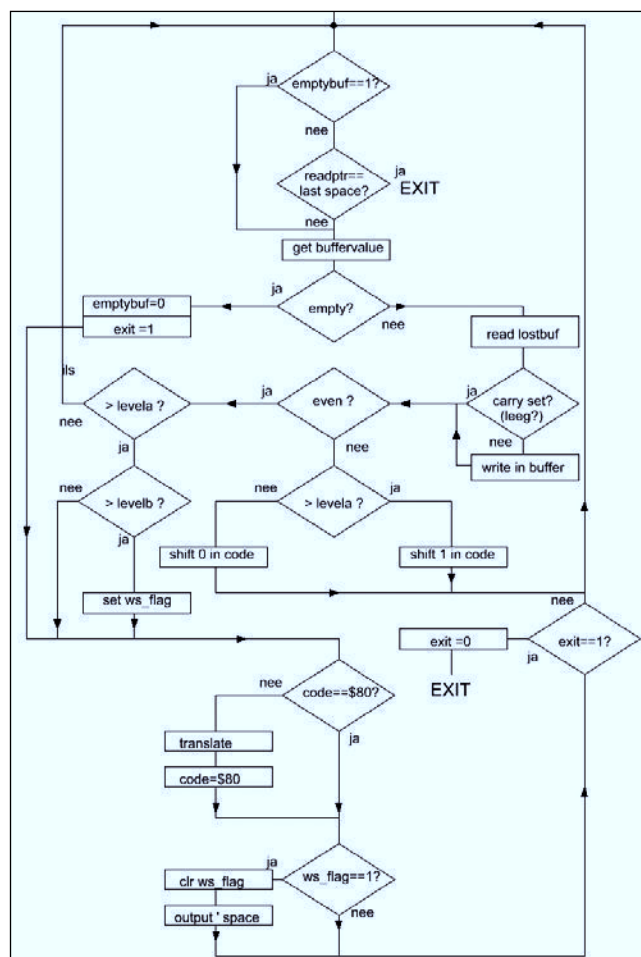 ja
emptybuf==1?
nee
readptr==
last space?
ja
EXIT
nee
get buffervalue
emptybuf=0
exit =1
ja
empty?
nee
read lostbuf
ils
> levela ?
nee
ja
ja
even ?
nee
ja
carry set?
(leeg?)
nee
write in buffer
nee
> levelb ?
ja
nee
> levela ?
ja
shift 0 in code
shift 1 in code
set ws_flag
nee
exit =0
exit==1?
ja
EXIT
nee
code==$80?
ja
translate
code=$80
ja
ws_flag==1?
nee
clr ws_flag
output ' space